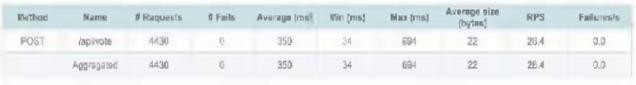 Method Name # Requests # Fails Average (ms) Min (ms) Max (ms) Average size (bytes) RPS Failures/s
POST /api/vote 4430 0 350 34 694 22 26.4 0.0
Aggregated 4430 0 350 34 694 22 26.4 0.0